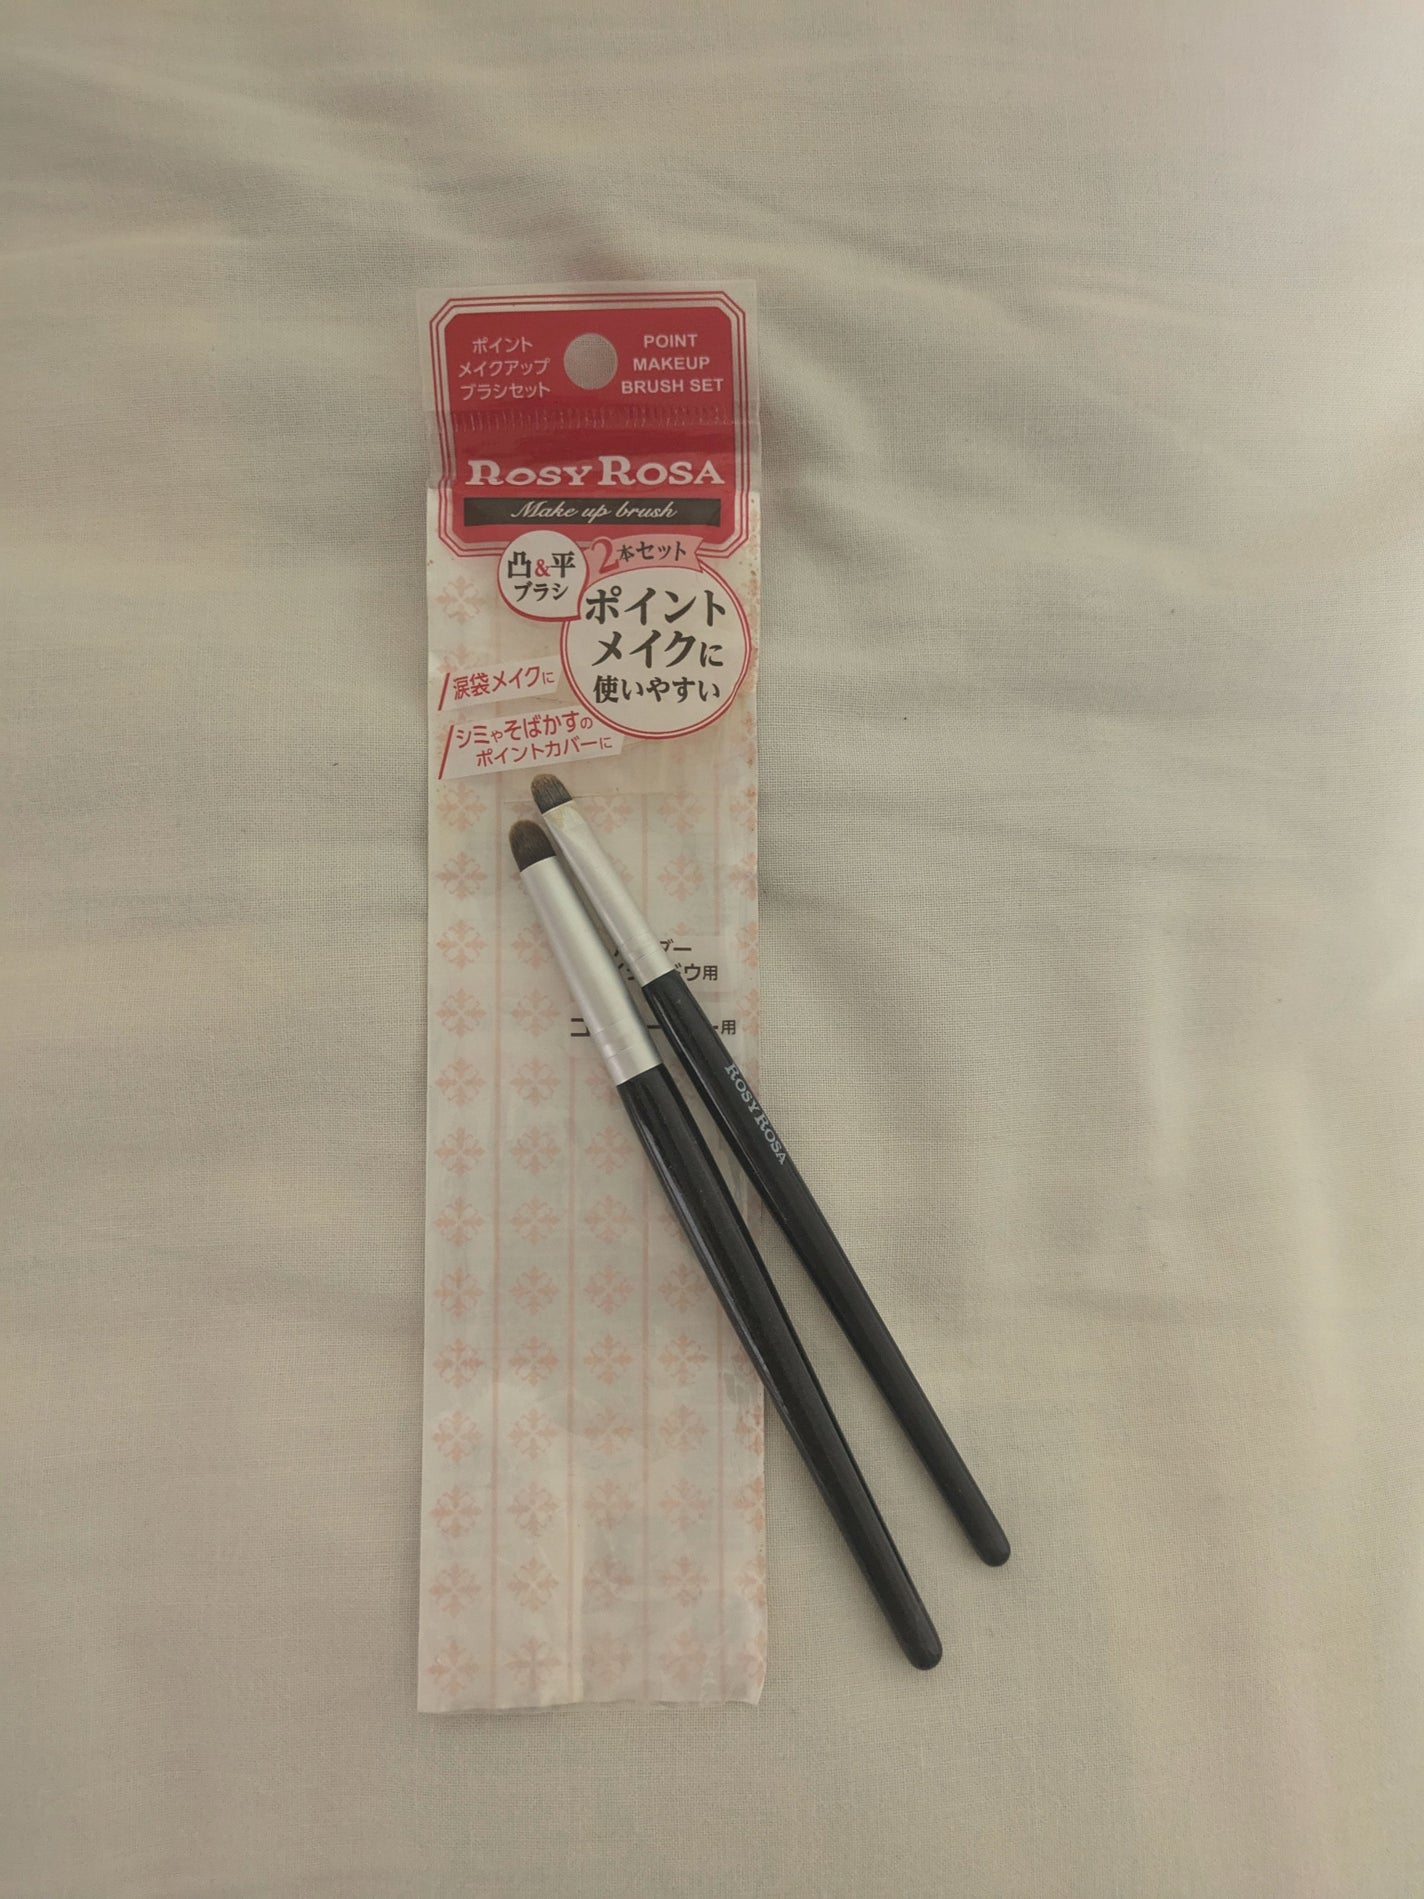 ポイント
メイクアップ
ブラシセット
POINT
MAKEUP
BRUSH SET
ROSY ROSA
Make up brush
凸&平
ブラシ
2本セット
ポイント
メイクに
使いやすい
涙袋メイクに
シミやそばかすの
ポイントカバーに
用
用
ROSY ROSA